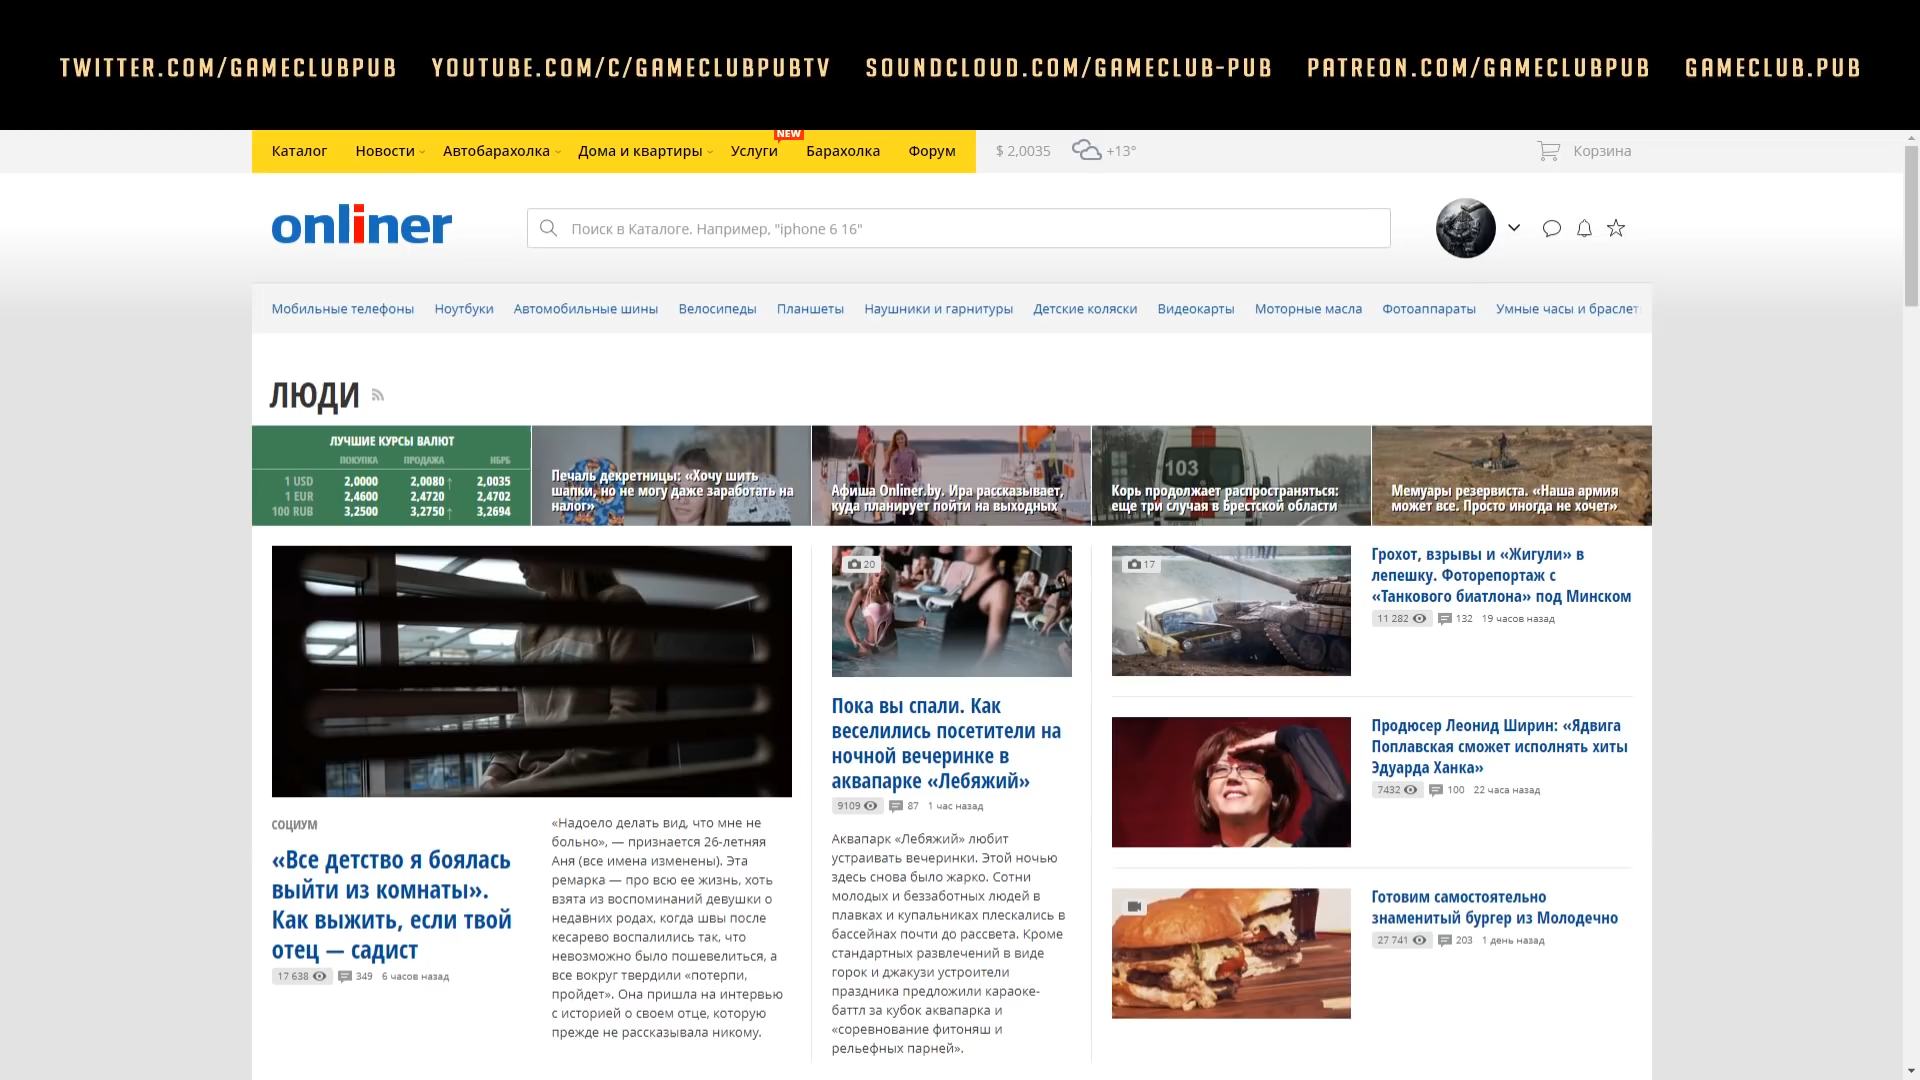 TWITTER.COM/GAMECLUBPUB YOUTUBE.COM/C/GAMECLUBPUBTV SOUNDCLOUD.COM/GAMECLUB-PUB PATREON.COM/GAMECLUBPUB GAMECLUB.PUB
NEW
Каталог Новости Автобарахолка Дома и квартиры Услуги Барахолка Форум $ 2,0035 +13° Корзина
onliner
Поиск в Каталоге. Например, "iphone 6 16"
Мобильные телефоны Ноутбуки Автомобильные шины Велосипеды Планшеты Наушники и гарнитуры Детские коляски Видеокарты Моторные масла Фотоаппараты Умные часы и браслет
ЛЮДИ
ЛУЧШИЕ КУРСЫ ВАЛЮТ
ПОКУПКА ПРОДАЖА НБРБ
1 USD 2,0000 2,0080 ↑ 2,0035
1 EUR 2,4600 2,4720 2,4702
100 RUB 3,2500 3,2750 ↑ 3,2694
Печаль декретницы: «Хочу шить
шапки, но не могу даже заработать на
налог»
Афиша Onliner.by. Ира рассказывает,
куда планирует пойти на выходных
103
Корь продолжает распространяться:
еще три случая в Брестской области
Мемуары резервиста. «Наша армия
может все. Просто иногда не хочет»
СОЦИУМ
«Все детство я боялась
выйти из комнаты».
Как выжить, если твой
отец — садист
17 638 349 6 часов назад
«Надоело делать вид, что мне не
больно», — признается 26-летняя
Аня (все имена изменены). Эта
ремарка — про всю ее жизнь, хоть
взята из воспоминаний девушки о
недавних родах, когда швы после
кесарево воспалились так, что
невозможно было пошевелиться, а
все вокруг твердили «потерпи,
пройдет». Она пришла на интервью
с историей о своем отце, которую
прежде не рассказывала никому.
20
Пока вы спали. Как
веселились посетители на
ночной вечеринке в
аквапарке «Лебяжий»
9109 87 1 час назад
Аквапарк «Лебяжий» любит
устраивать вечеринки. Этой ночью
здесь снова было жарко. Сотни
молодых и беззаботных людей в
плавках и купальниках плескались в
бассейнах почти до рассвета. Кроме
стандартных развлечений в виде
горок и джакузи устроители
праздника предложили караоке-
баттл за кубок аквапарка и
«соревнование фитоняш и
рельефных парней».
17
Грохот, взрывы и «Жигули» в
лепешку. Фоторепортаж с
«Танкового биатлона» под Минском
11 282 132 19 часов назад
Продюсер Леонид Ширин: «Ядвига
Поплавская сможет исполнять хиты
Эдуарда Ханка»
7432 100 22 часа назад
Готовим самостоятельно
знаменитый бургер из Молодечно
27 741 203 1 день назад